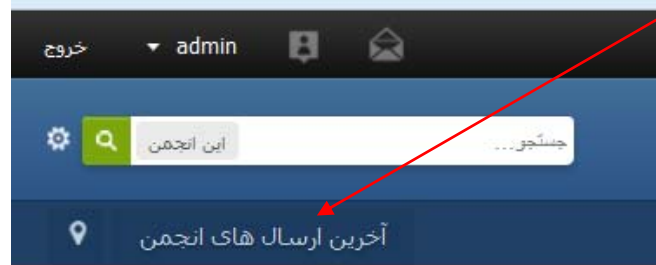 admin خروج
جستجو... این انجمن
آخرین ارسال های انجمن